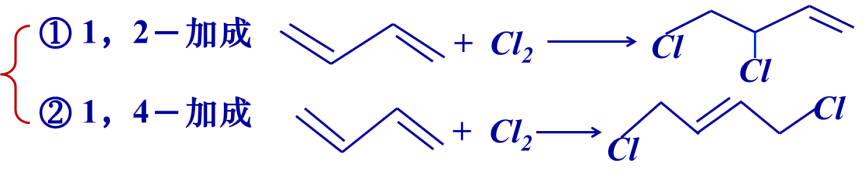 ① 1，2－加成 + Cl₂ Cl Cl
② 1，4－加成 + Cl₂ Cl Cl